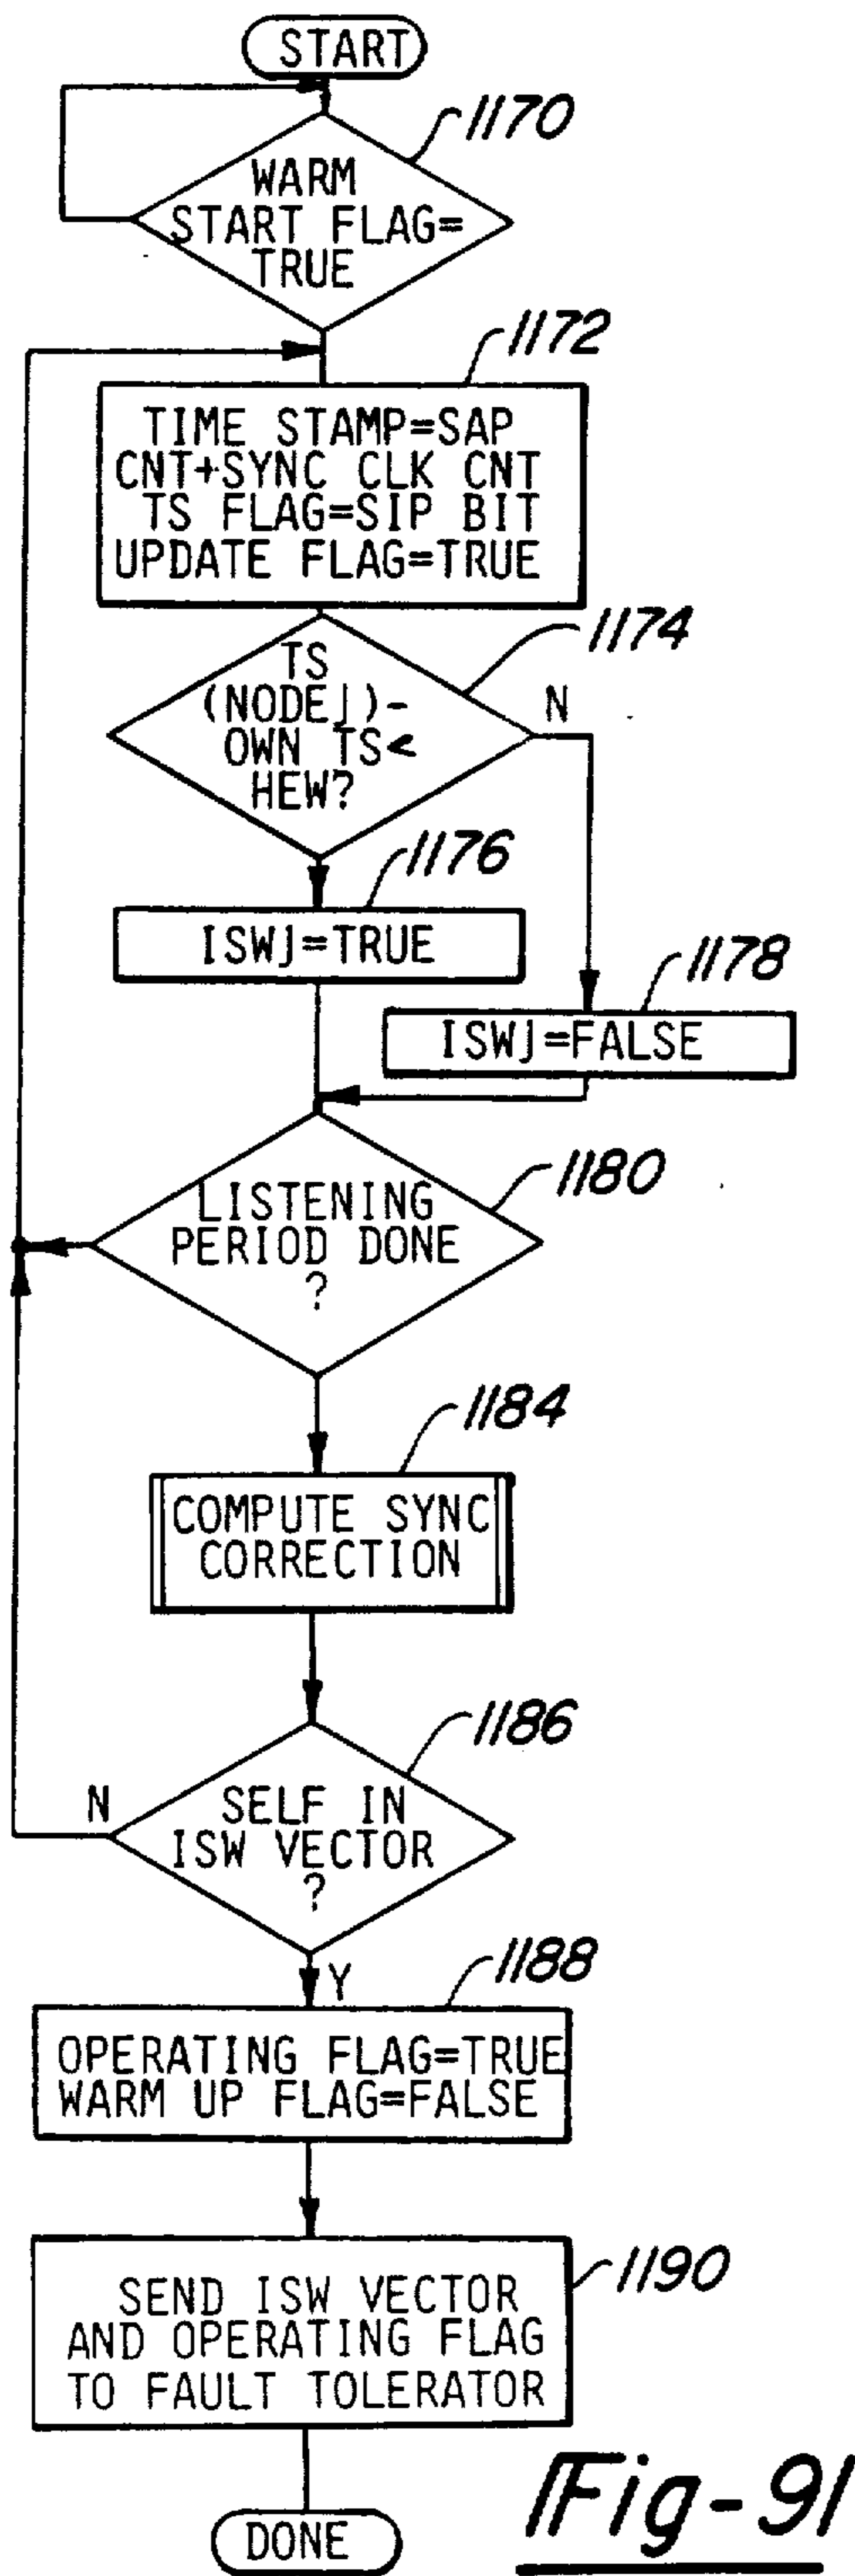 START
1170
WARM
START FLAG=
TRUE
1172
TIME STAMP=SAP
CNT+SYNC CLK CNT
TS FLAG=SIP BIT
UPDATE FLAG=TRUE
1174
TS
(NODEj)-
OWN TS<
HEW?
N
1176
ISWj=TRUE
1178
ISWj=FALSE
1180
LISTENING
PERIOD DONE
?
1184
COMPUTE SYNC
CORRECTION
1186
SELF IN
ISW VECTOR
?
N
Y
1188
OPERATING FLAG=TRUE
WARM UP FLAG=FALSE
1190
SEND ISW VECTOR
AND OPERATING FLAG
TO FAULT TOLERATOR
DONE
Fig-91